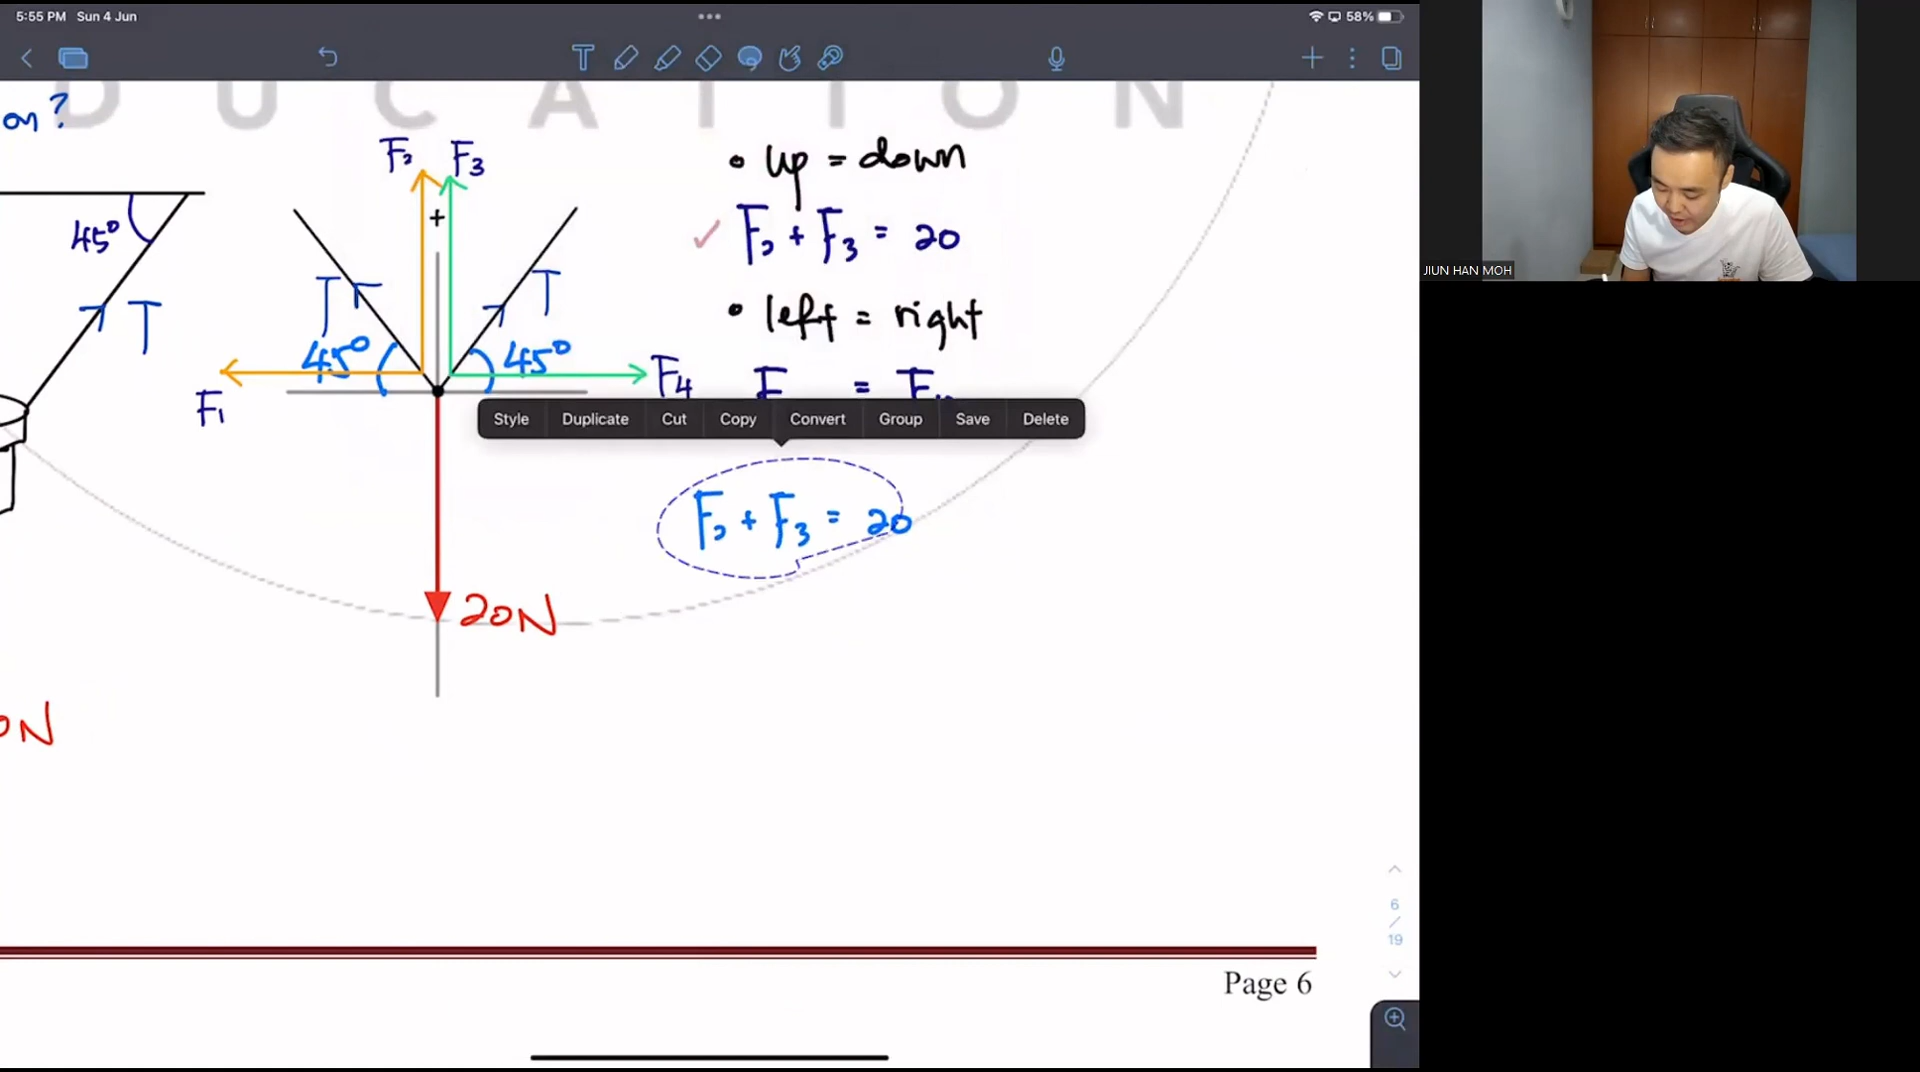 5:55 PM Sun 4 Jun
58%
D U C A T I O N
on?
F₂ F₃
• up = down
45°
+
F₂ + F₃ = 20
T
T
T
• left = right
45°
45°
F₄
F =
F₁
Style Duplicate Cut Copy Convert Group Save Delete
F₂ + F₃ = 20
20N
0N
6
/
19
Page 6
JIUN HAN MOH